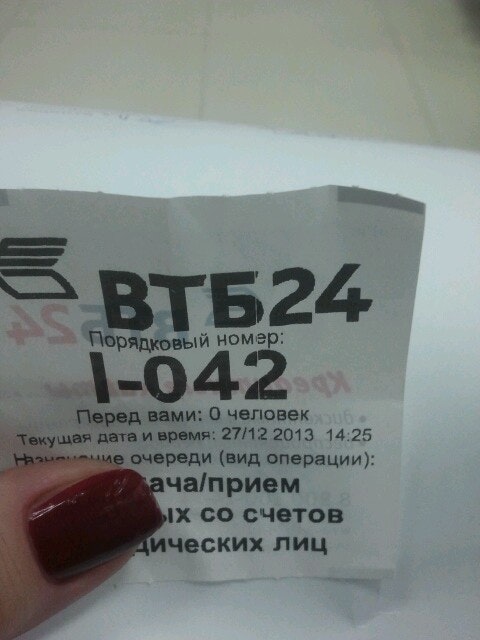 ВТБ24
Порядковый номер:
I-042
Перед вами: 0 человек
Текущая дата и время: 27/12 2013 14:25
Назначение очереди (вид операции):
ача/прием
ых со счетов
дических лиц